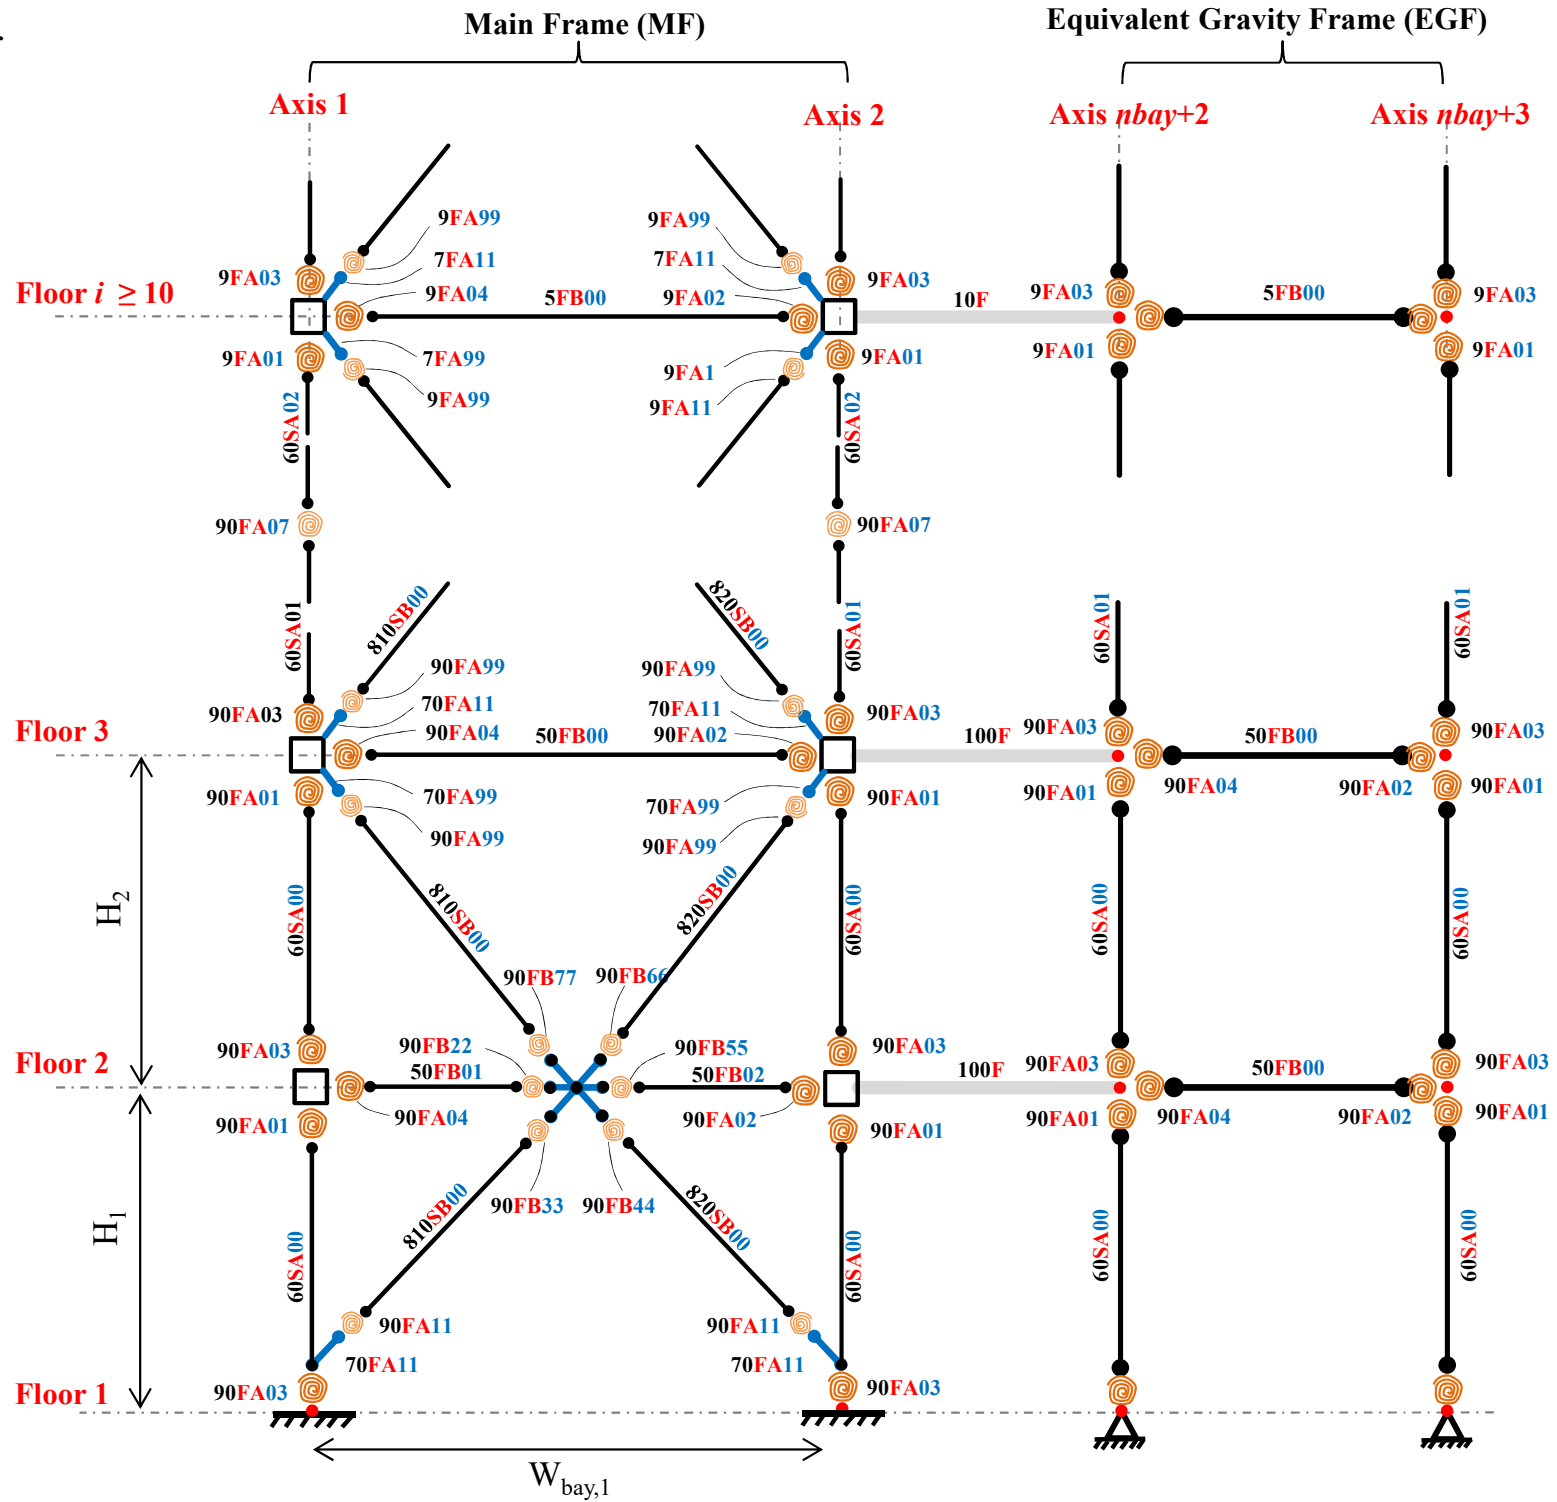 Main Frame (MF)
Equivalent Gravity Frame (EGF)
Axis 1
Axis 2
Axis nbay+2
Axis nbay+3
9FA99
9FA99
7FA11
7FA11
9FA03
9FA04
5FB00
9FA02
9FA03
10F
9FA03
5FB00
9FA03
Floor i ≥ 10
9FA01
7FA99
9FA1
9FA01
9FA01
9FA01
9FA99
9FA11
60SA02
60SA02
90FA07
90FA07
60SA01
810SB00
820SB00
60SA01
60SA01
60SA01
90FA99
90FA99
70FA11
70FA11
90FA03
90FA04
50FB00
90FA02
90FA03
100F
90FA03
50FB00
90FA03
Floor 3
90FA01
70FA99
70FA99
90FA01
90FA01
90FA04
90FA02
90FA01
90FA99
90FA99
H2
60SA00
810SB00
820SB00
60SA00
60SA00
60SA00
90FB77
90FB66
Floor 2
90FA03
90FB22
90FB55
90FA03
90FA03
90FA03
50FB01
50FB02
100F
50FB00
90FA01
90FA04
90FA02
90FA01
90FA01
90FA04
90FA02
90FA01
90FB33
90FB44
H1
60SA00
810SB00
820SB00
60SA00
60SA00
60SA00
90FA11
90FA11
70FA11
70FA11
Floor 1
90FA03
90FA03
Wbay,1